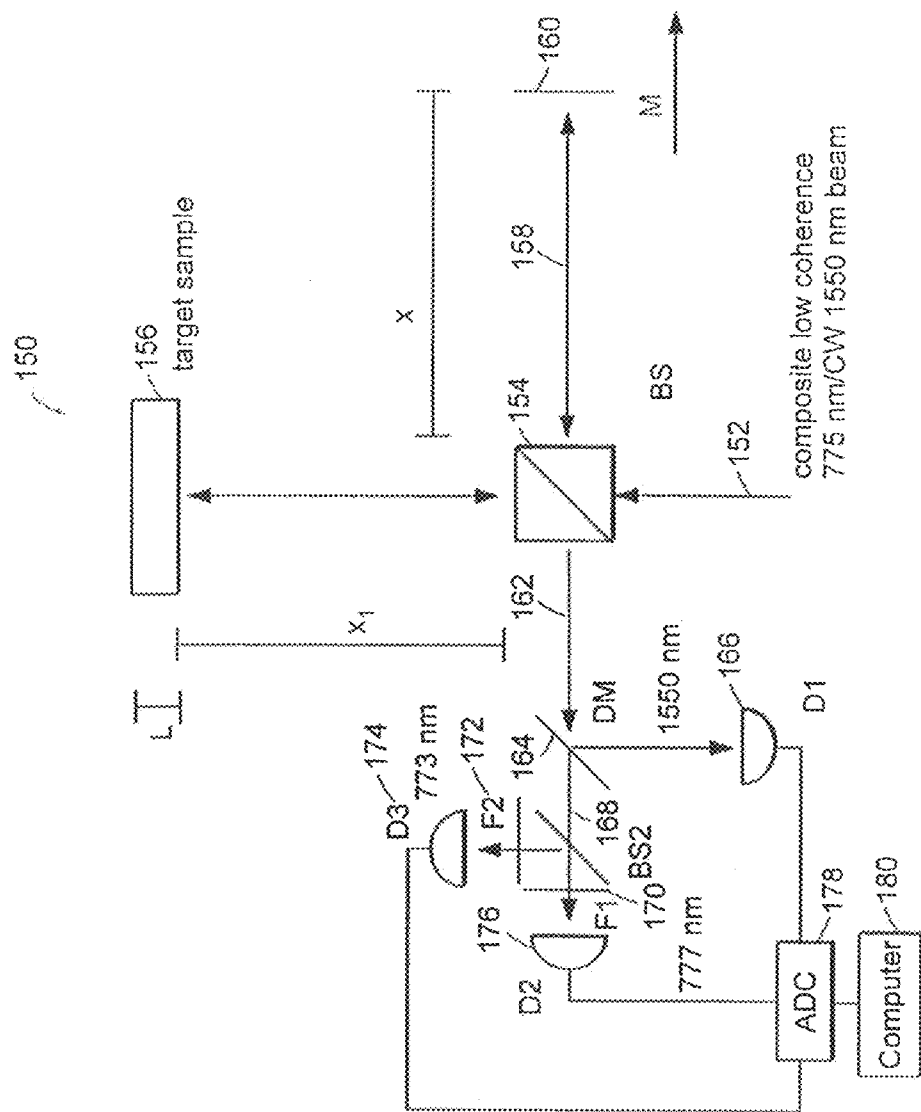 150
156
target sample
L
x₁
x
160
M
158
154
BS
152
composite low coherence
775 nm/CW 1550 nm beam
162
DM
164
1550 nm
166
D1
168
BS2
170
F1
172
F2
773 nm
174
D3
176
D2
777 nm
178
ADC
180
Computer